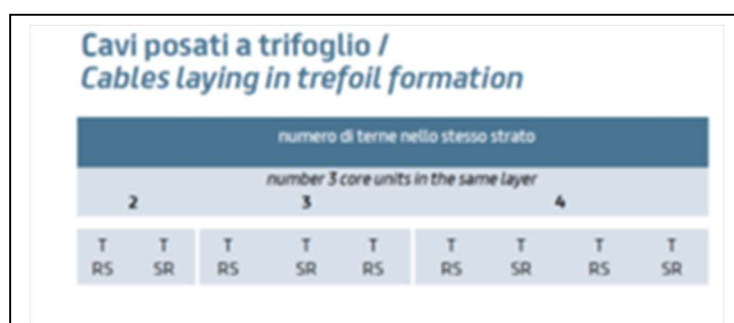 Cavi posati a trifoglio /
Cables laying in trefoil formation
numero di terne nello stesso strato
number 3 core units in the same layer
2 3 4
T T T T T T T T T
RS SR RS SR RS RS SR RS SR